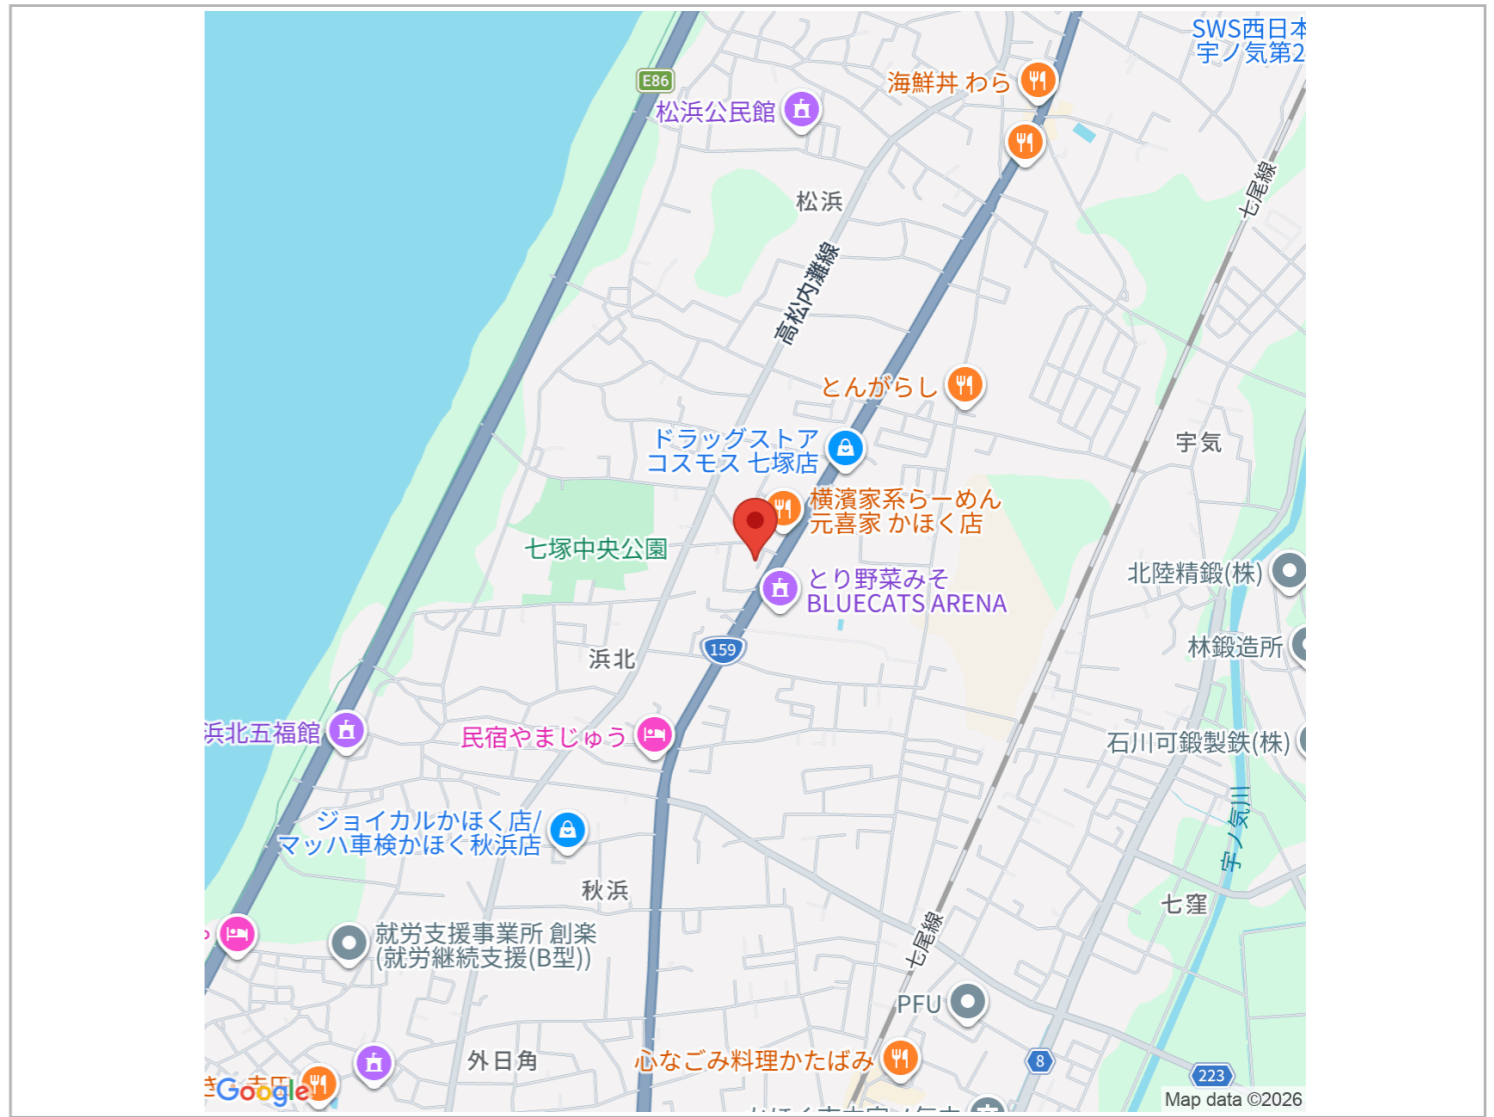 SWS西日本
宇ノ気第2
E86
海鮮丼 わら
松浜公民館
松浜
七尾線
高松内灘線
とんがらし
ドラッグストア
コスモス 七塚店
宇気
横濱家系らーめん
元喜家 かほく店
七塚中央公園
北陸精鍛(株)
とり野菜みそ
BLUECATS ARENA
林鍛造所
159
浜北
浜北五福館
民宿やまじゅう
石川可鍛製鉄(株)
宇ノ気川
ジョイカルかほく店/
マッハ車検かほく秋浜店
秋浜
七窪
就労支援事業所 創楽
(就労継続支援(B型))
七尾線
PFU
外日角
心なごみ料理かたばみ
8
223
Google
Map data ©2026